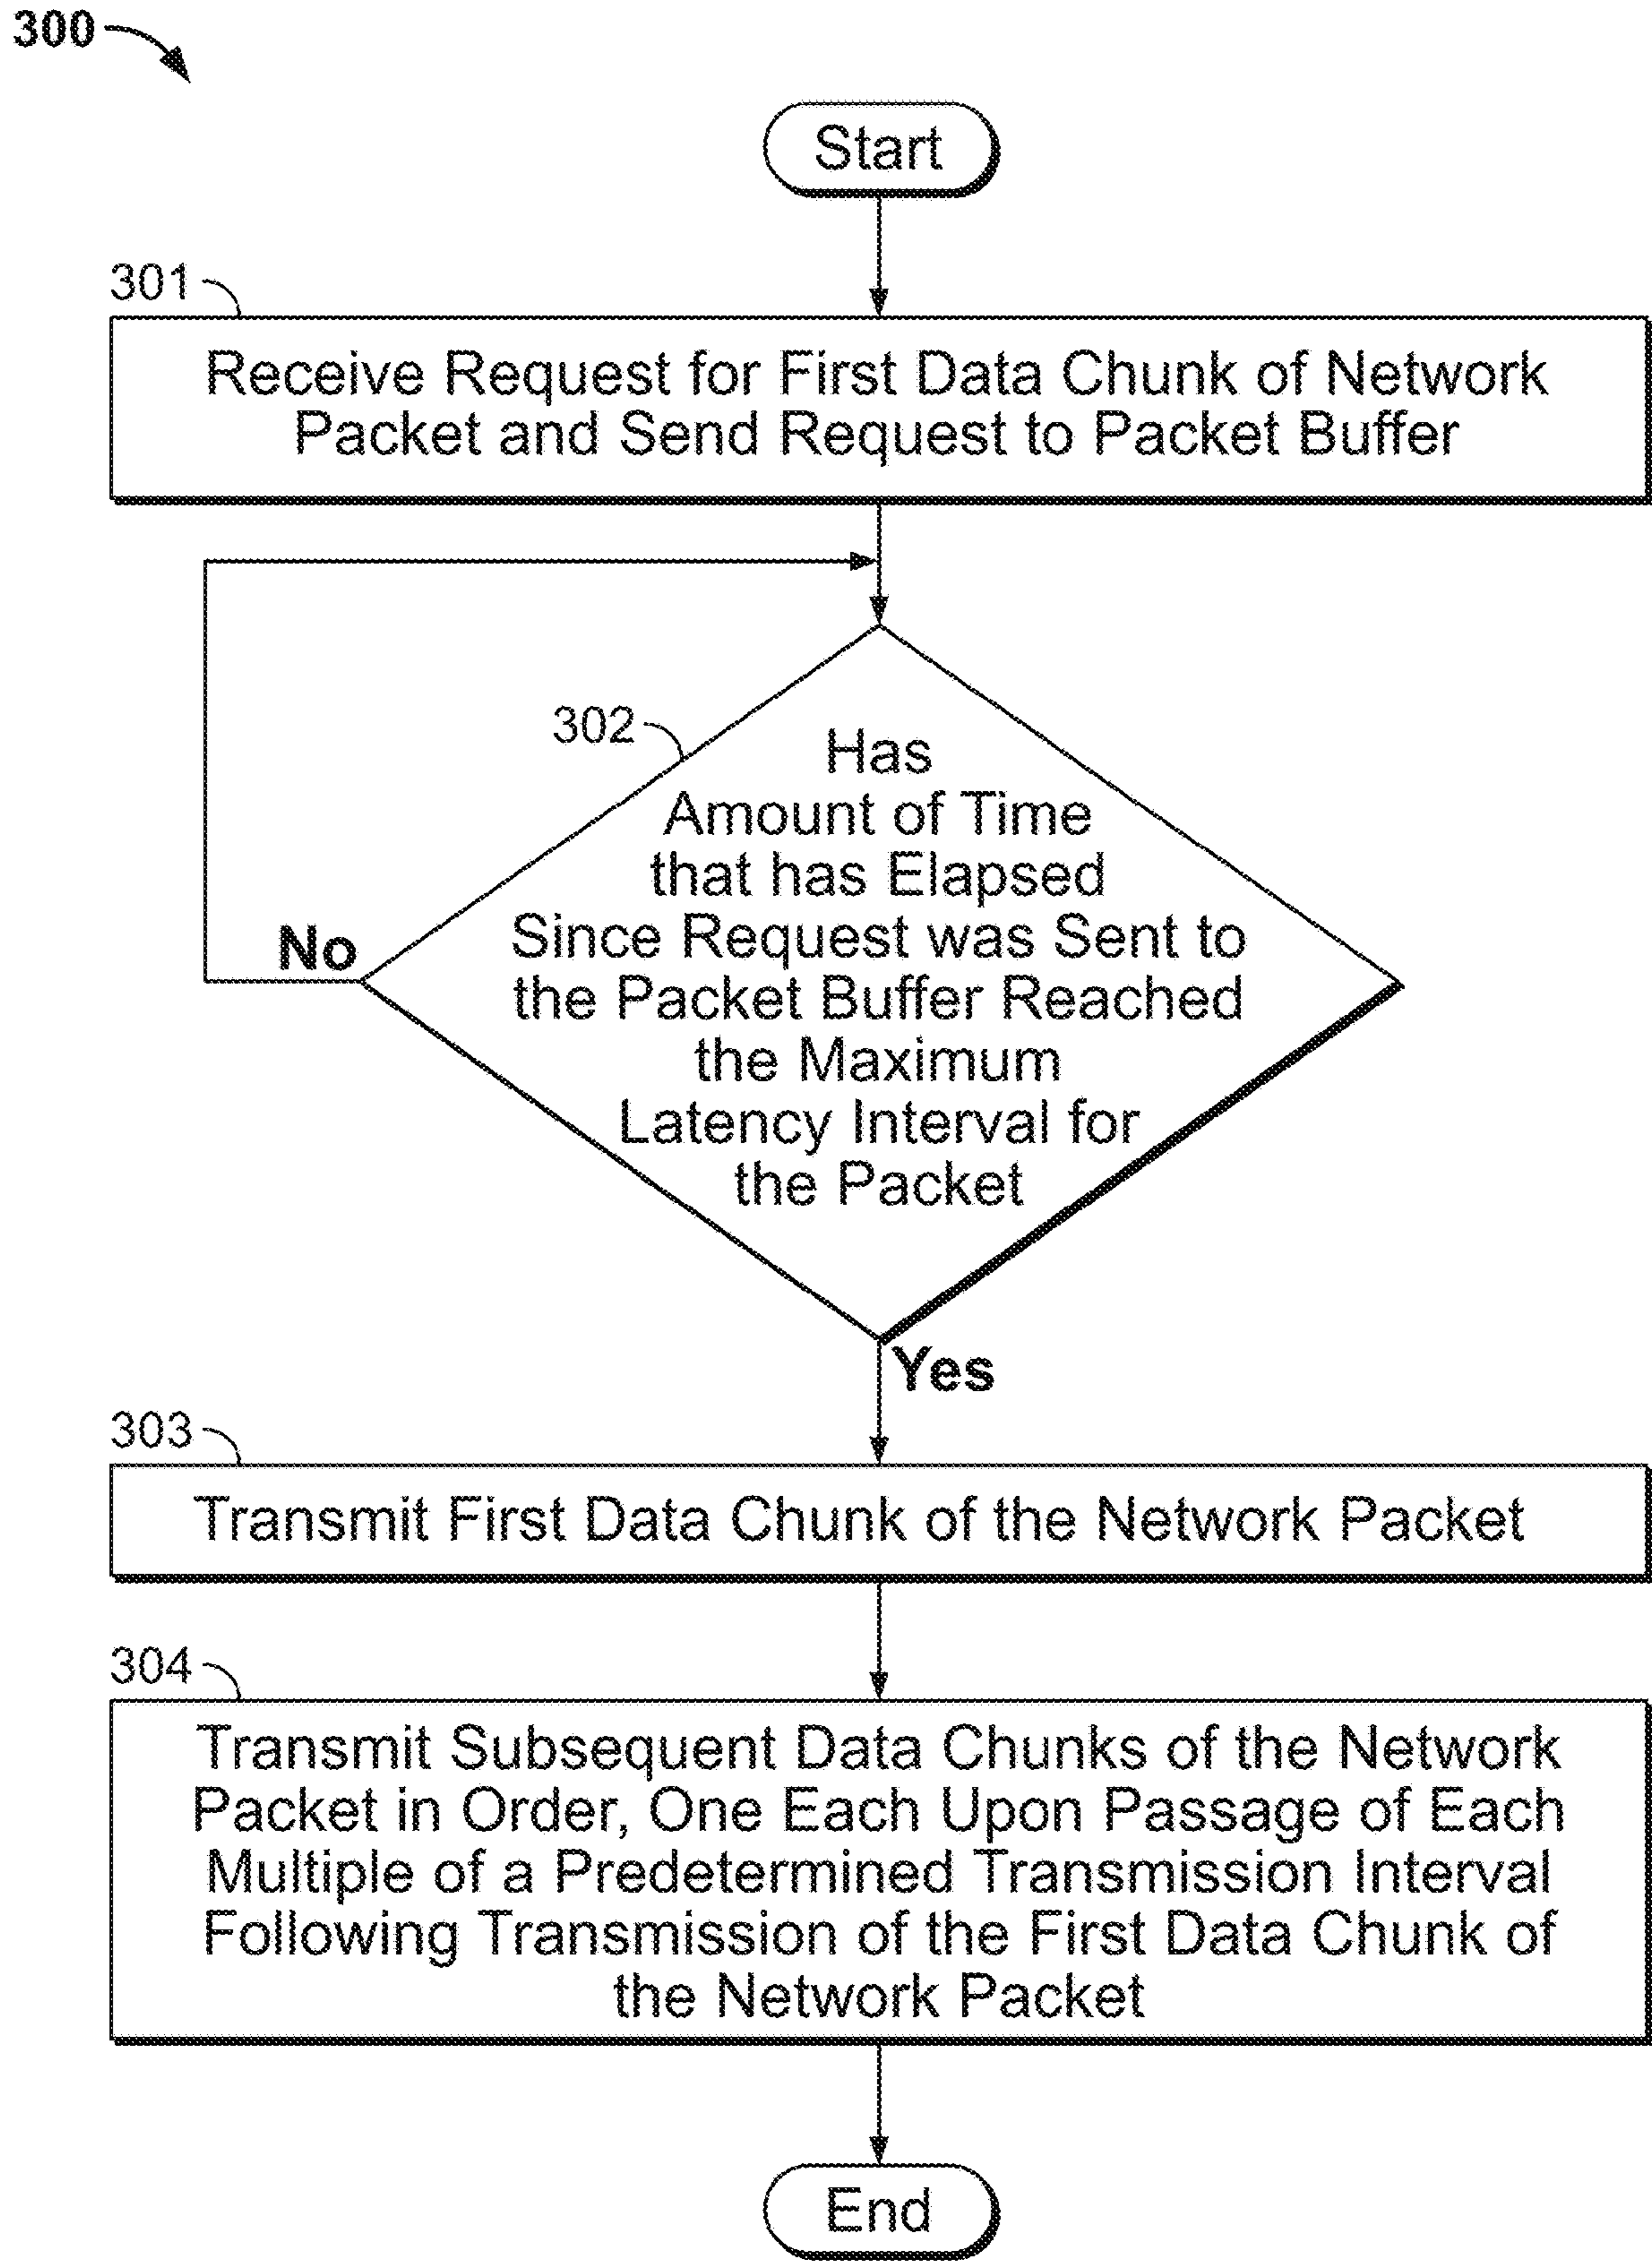 300
Start
301
Receive Request for First Data Chunk of Network
Packet and Send Request to Packet Buffer
302
Has
Amount of Time
that has Elapsed
Since Request was Sent to
the Packet Buffer Reached
the Maximum
Latency Interval for
the Packet
No
Yes
303
Transmit First Data Chunk of the Network Packet
304
Transmit Subsequent Data Chunks of the Network
Packet in Order, One Each Upon Passage of Each
Multiple of a Predetermined Transmission Interval
Following Transmission of the First Data Chunk of
the Network Packet
End